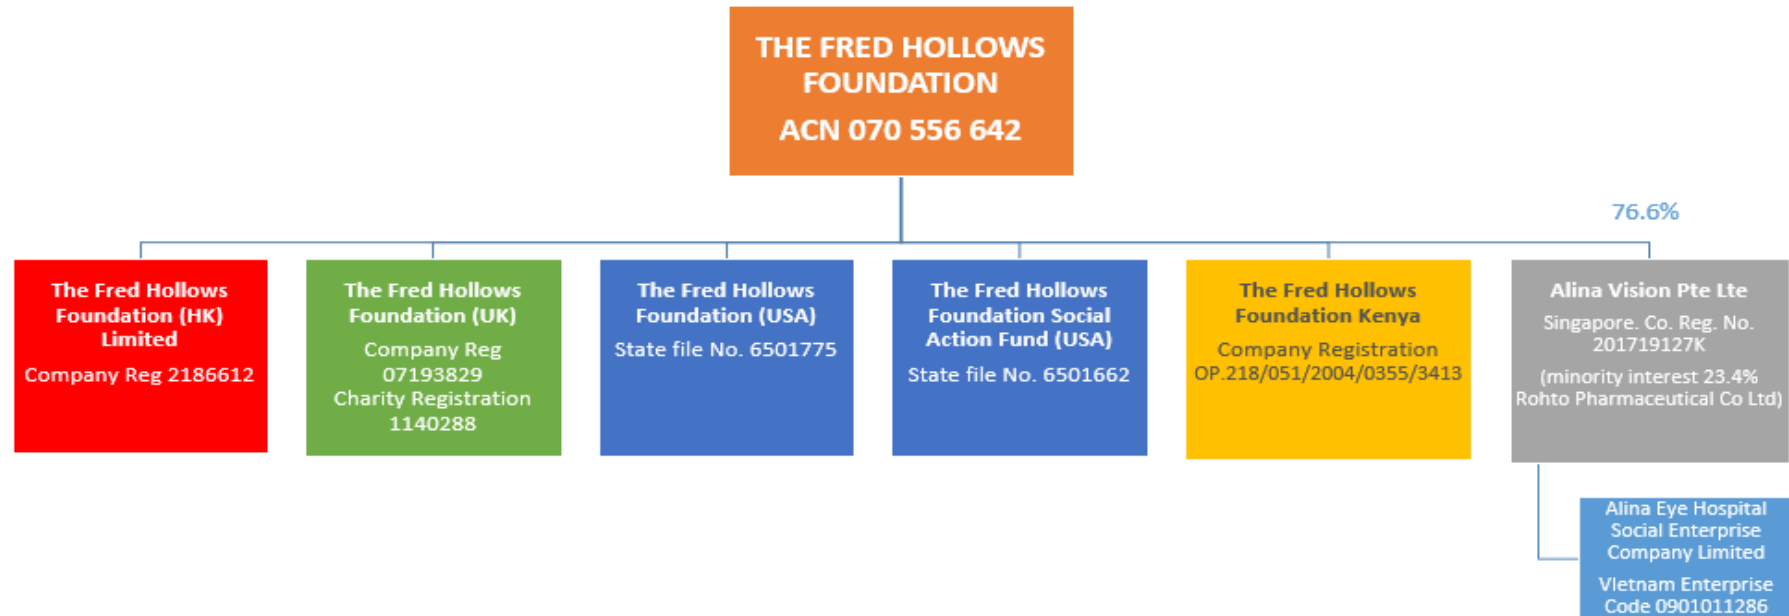 THE FRED HOLLOWS
FOUNDATION
ACN 070 556 642
76.6%
The Fred Hollows
Foundation (HK)
Limited
Company Reg 2186612
The Fred Hollows
Foundation (UK)
Company Reg
07193829
Charity Registration
1140288
The Fred Hollows
Foundation (USA)
State file No. 6501775
The Fred Hollows
Foundation Social
Action Fund (USA)
State file No. 6501662
The Fred Hollows
Foundation Kenya
Company Registration
OP.218/051/2004/0355/3413
Alina Vision Pte Lte
Singapore. Co. Reg. No.
201719127K
(minority interest 23.4%
Rohto Pharmaceutical Co Ltd)
Alina Eye Hospital
Social Enterprise
Company Limited
VIetnam Enterprise
Code 0901011286